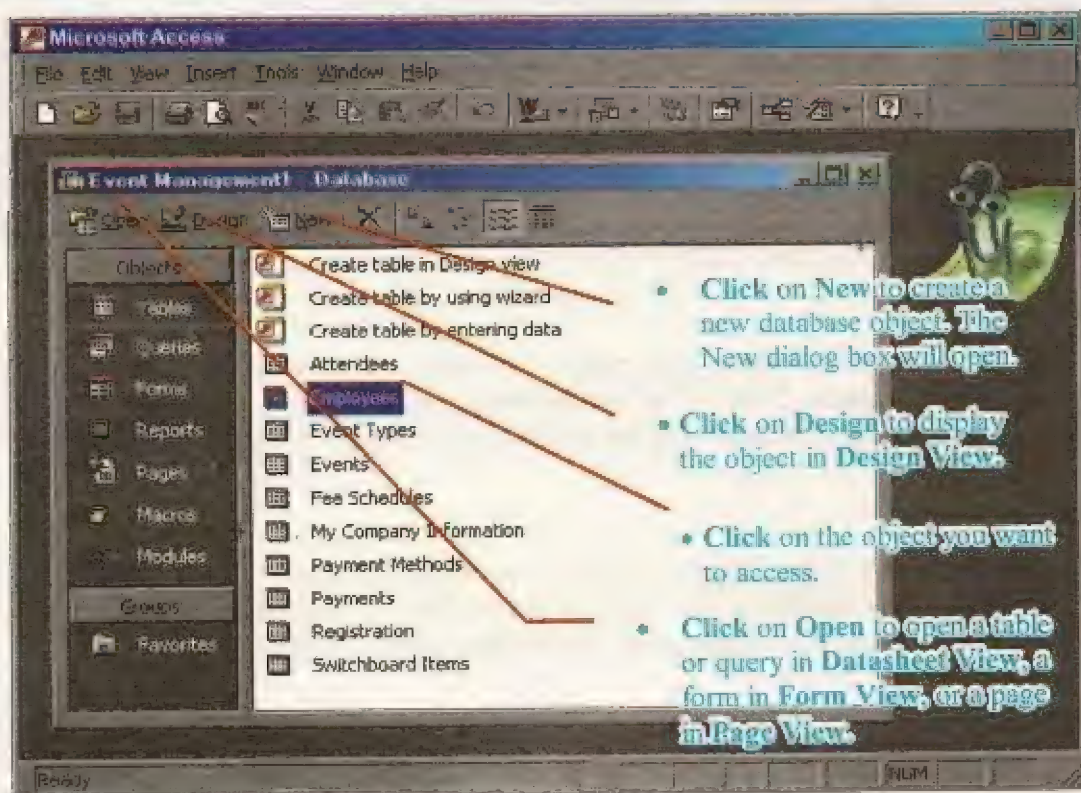 Microsoft Access
File Edit View Insert Tools Window Help
Event Management1 : Database
Open Design New
Objects
Tables
Queries
Forms
Reports
Pages
Macros
Modules
Groups
Favorites
Create table in Design view
Create table by using wizard
Create table by entering data
Attendees
Employees
Event Types
Events
Fee Schedules
My Company Information
Payment Methods
Payments
Registration
Switchboard Items
• Click on New to create a
new database object. The
New dialog box will open.
• Click on Design to display
the object in Design View.
• Click on the object you want
to access.
• Click on Open to open a table
or query in Datasheet View, a
form in Form View, or a page
in Page View.
Ready
NUM